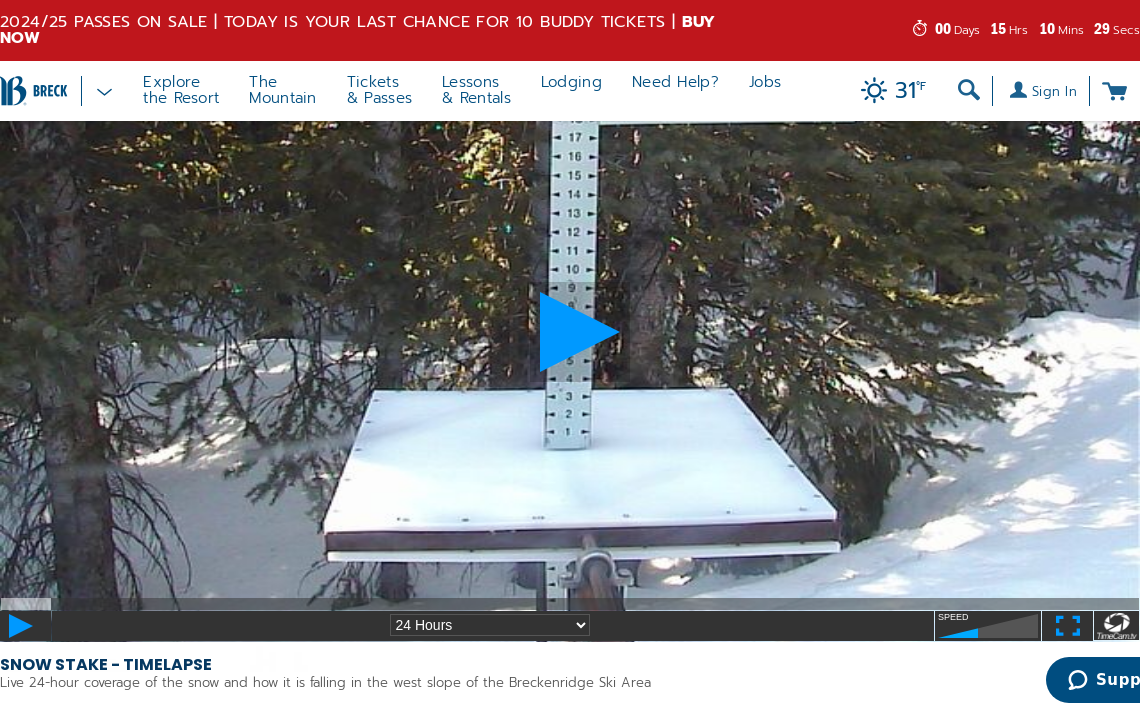 2024/25 PASSES ON SALE | TODAY IS YOUR LAST CHANCE FOR 10 BUDDY TICKETS | BUY
NOW
00 Days 15 Hrs 10 Mins 29 Secs
BRECK
Explore
the Resort
The
Mountain
Tickets
& Passes
Lessons
& Rentals
Lodging
Need Help?
Jobs
31°F
Sign In
17
16
15
14
13
12
11
10
9
8
5
4
3
2
1
24 Hours
SPEED
TimeCam.tv
SNOW STAKE - TIMELAPSE
Live 24-hour coverage of the snow and how it is falling in the west slope of the Breckenridge Ski Area
Supp